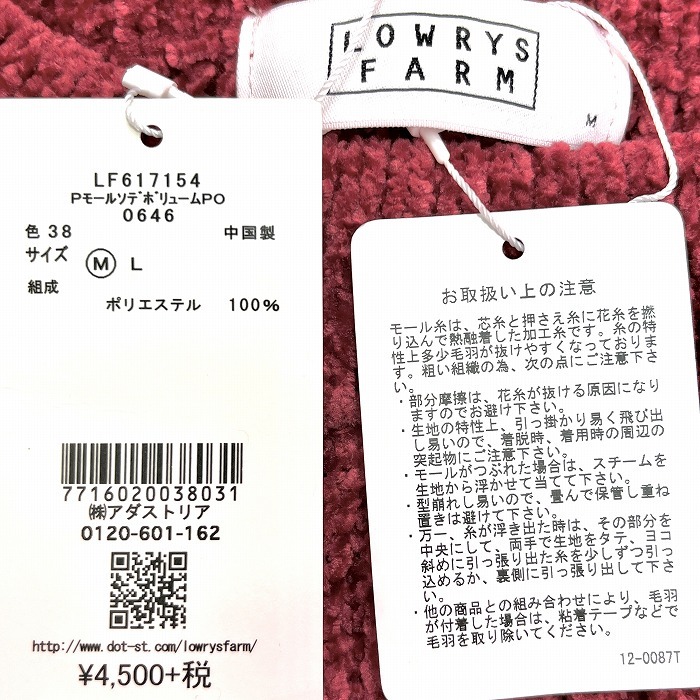 LOWRYS
FARM
M
LF617154
PモールソデボリュームPO
0646
色 38 中国製
サイズ
M L
組成
ポリエステル 100%
7716020038031
㈱アダストリア
0120-601-162
http://www.dot-st.com/lowrysfarm/
¥4,500+税
お取扱い上の注意
モール糸は、芯糸と押さえ糸に花糸を撚
り込んで熱融着した加工糸です。糸の特
性上多少毛羽が抜けやすくなっておりま
す。粗い組織の為、次の点にご注意下さ
い。
・部分摩擦は、花糸が抜ける原因になり
ますのでお避け下さい。
・生地の特性上、引っ掛かり易く飛び出
し易いので、着脱時、着用時の周辺の
突起物にご注意下さい。
・モールがつぶれた場合は、スチームを
生地から浮かせて当てて下さい。
・型崩れし易いので、畳んで保管し重ね
置きは避けて下さい。
・万一、糸が浮き出た時は、その部分を
中央にして、両手で生地をタテ、ヨコ
斜めに引っ張り出た糸を少しずつ引っ
込めるか、裏側に引っ張り出して下さ
い。
・他の商品との組み合わせにより、毛羽
が付着した場合は、粘着テープなどで
毛羽を取り除いてください。
12-0087T